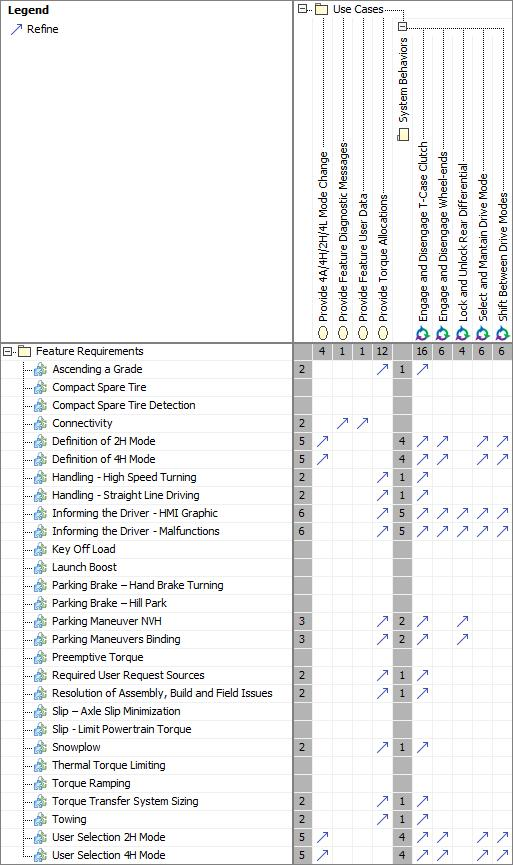 Legend
Refine
Use Cases
System Behaviors
Provide 4A/4H/2H/4L Mode Change
Provide Feature Diagnostic Messages
Provide Feature User Data
Provide Torque Allocations
Engage and Disengage T-Case Clutch
Engage and Disengage Wheel-ends
Lock and Unlock Rear Differential
Select and Mantain Drive Mode
Shift Between Drive Modes
Feature Requirements 4 1 1 12 16 6 4 6 6
Ascending a Grade 2 1
Compact Spare Tire
Compact Spare Tire Detection
Connectivity 2
Definition of 2H Mode 5 4
Definition of 4H Mode 5 4
Handling - High Speed Turning 2 1
Handling - Straight Line Driving 2 1
Informing the Driver - HMI Graphic 6 5
Informing the Driver - Malfunctions 6 5
Key Off Load
Launch Boost
Parking Brake – Hand Brake Turning
Parking Brake – Hill Park
Parking Maneuver NVH 3 2
Parking Maneuvers Binding 3 2
Preemptive Torque
Required User Request Sources 2 1
Resolution of Assembly, Build and Field Issues 2 1
Slip – Axle Slip Minimization
Slip - Limit Powertrain Torque
Snowplow 2 1
Thermal Torque Limiting
Torque Ramping
Torque Transfer System Sizing 2 1
Towing 2 1
User Selection 2H Mode 5 4
User Selection 4H Mode 5 4